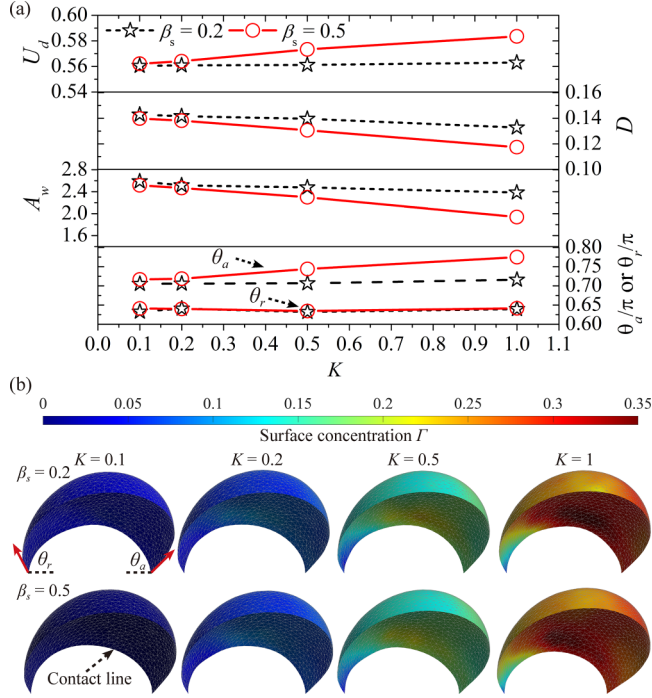 (a)
0.60
0.58
0.56
0.54
U_d
β_s = 0.2
β_s = 0.5
0.16
0.14
0.12
0.10
D
2.8
2.4
2.0
1.6
A_w
0.80
0.75
0.70
0.65
0.60
θ_a/π or θ_r/π
θ_a
θ_r
0.0 0.1 0.2 0.3 0.4 0.5 0.6 0.7 0.8 0.9 1.0 1.1
K
(b)
0 0.05 0.1 0.15 0.2 0.25 0.3 0.35
Surface concentration Γ
K = 0.1 K = 0.2 K = 0.5 K = 1
β_s = 0.2
θ_r θ_a
β_s = 0.5
Contact line